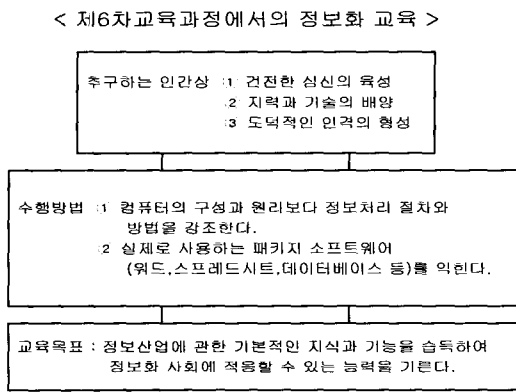 < 제6차교육과정에서의 정보화 교육 >
추구하는 인간상 :1 건전한 심신의 육성
2 지력과 기술의 배양
3 도덕적인 인격의 형성
수행방법 :1 컴퓨터의 구성과 원리보다 정보처리 절차와
방법을 강조한다.
:2 실제로 사용하는 패키지 소프트웨어
(워드,스프레드시트,데이터베이스 등)를 익힌다.
교육목표 : 정보산업에 관한 기본적인 지식과 기능을 습득하여
정보화 사회에 적응할 수 있는 능력을 기른다.